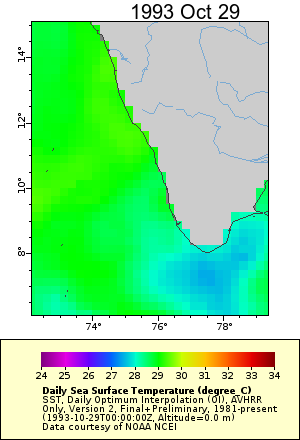 1993 Oct 29
14°
12°
10°
8°
74°
76°
78°
24 25 26 27 28 29 30 31 32 33 34
Daily Sea Surface Temperature (degree_C)
SST, Daily Optimum Interpolation (OI), AVHRR
Only, Version 2, Final+Preliminary, 1981-present
(1993-10-29T00:00:00Z, Altitude=0.0 m)
Data courtesy of NOAA NCEI